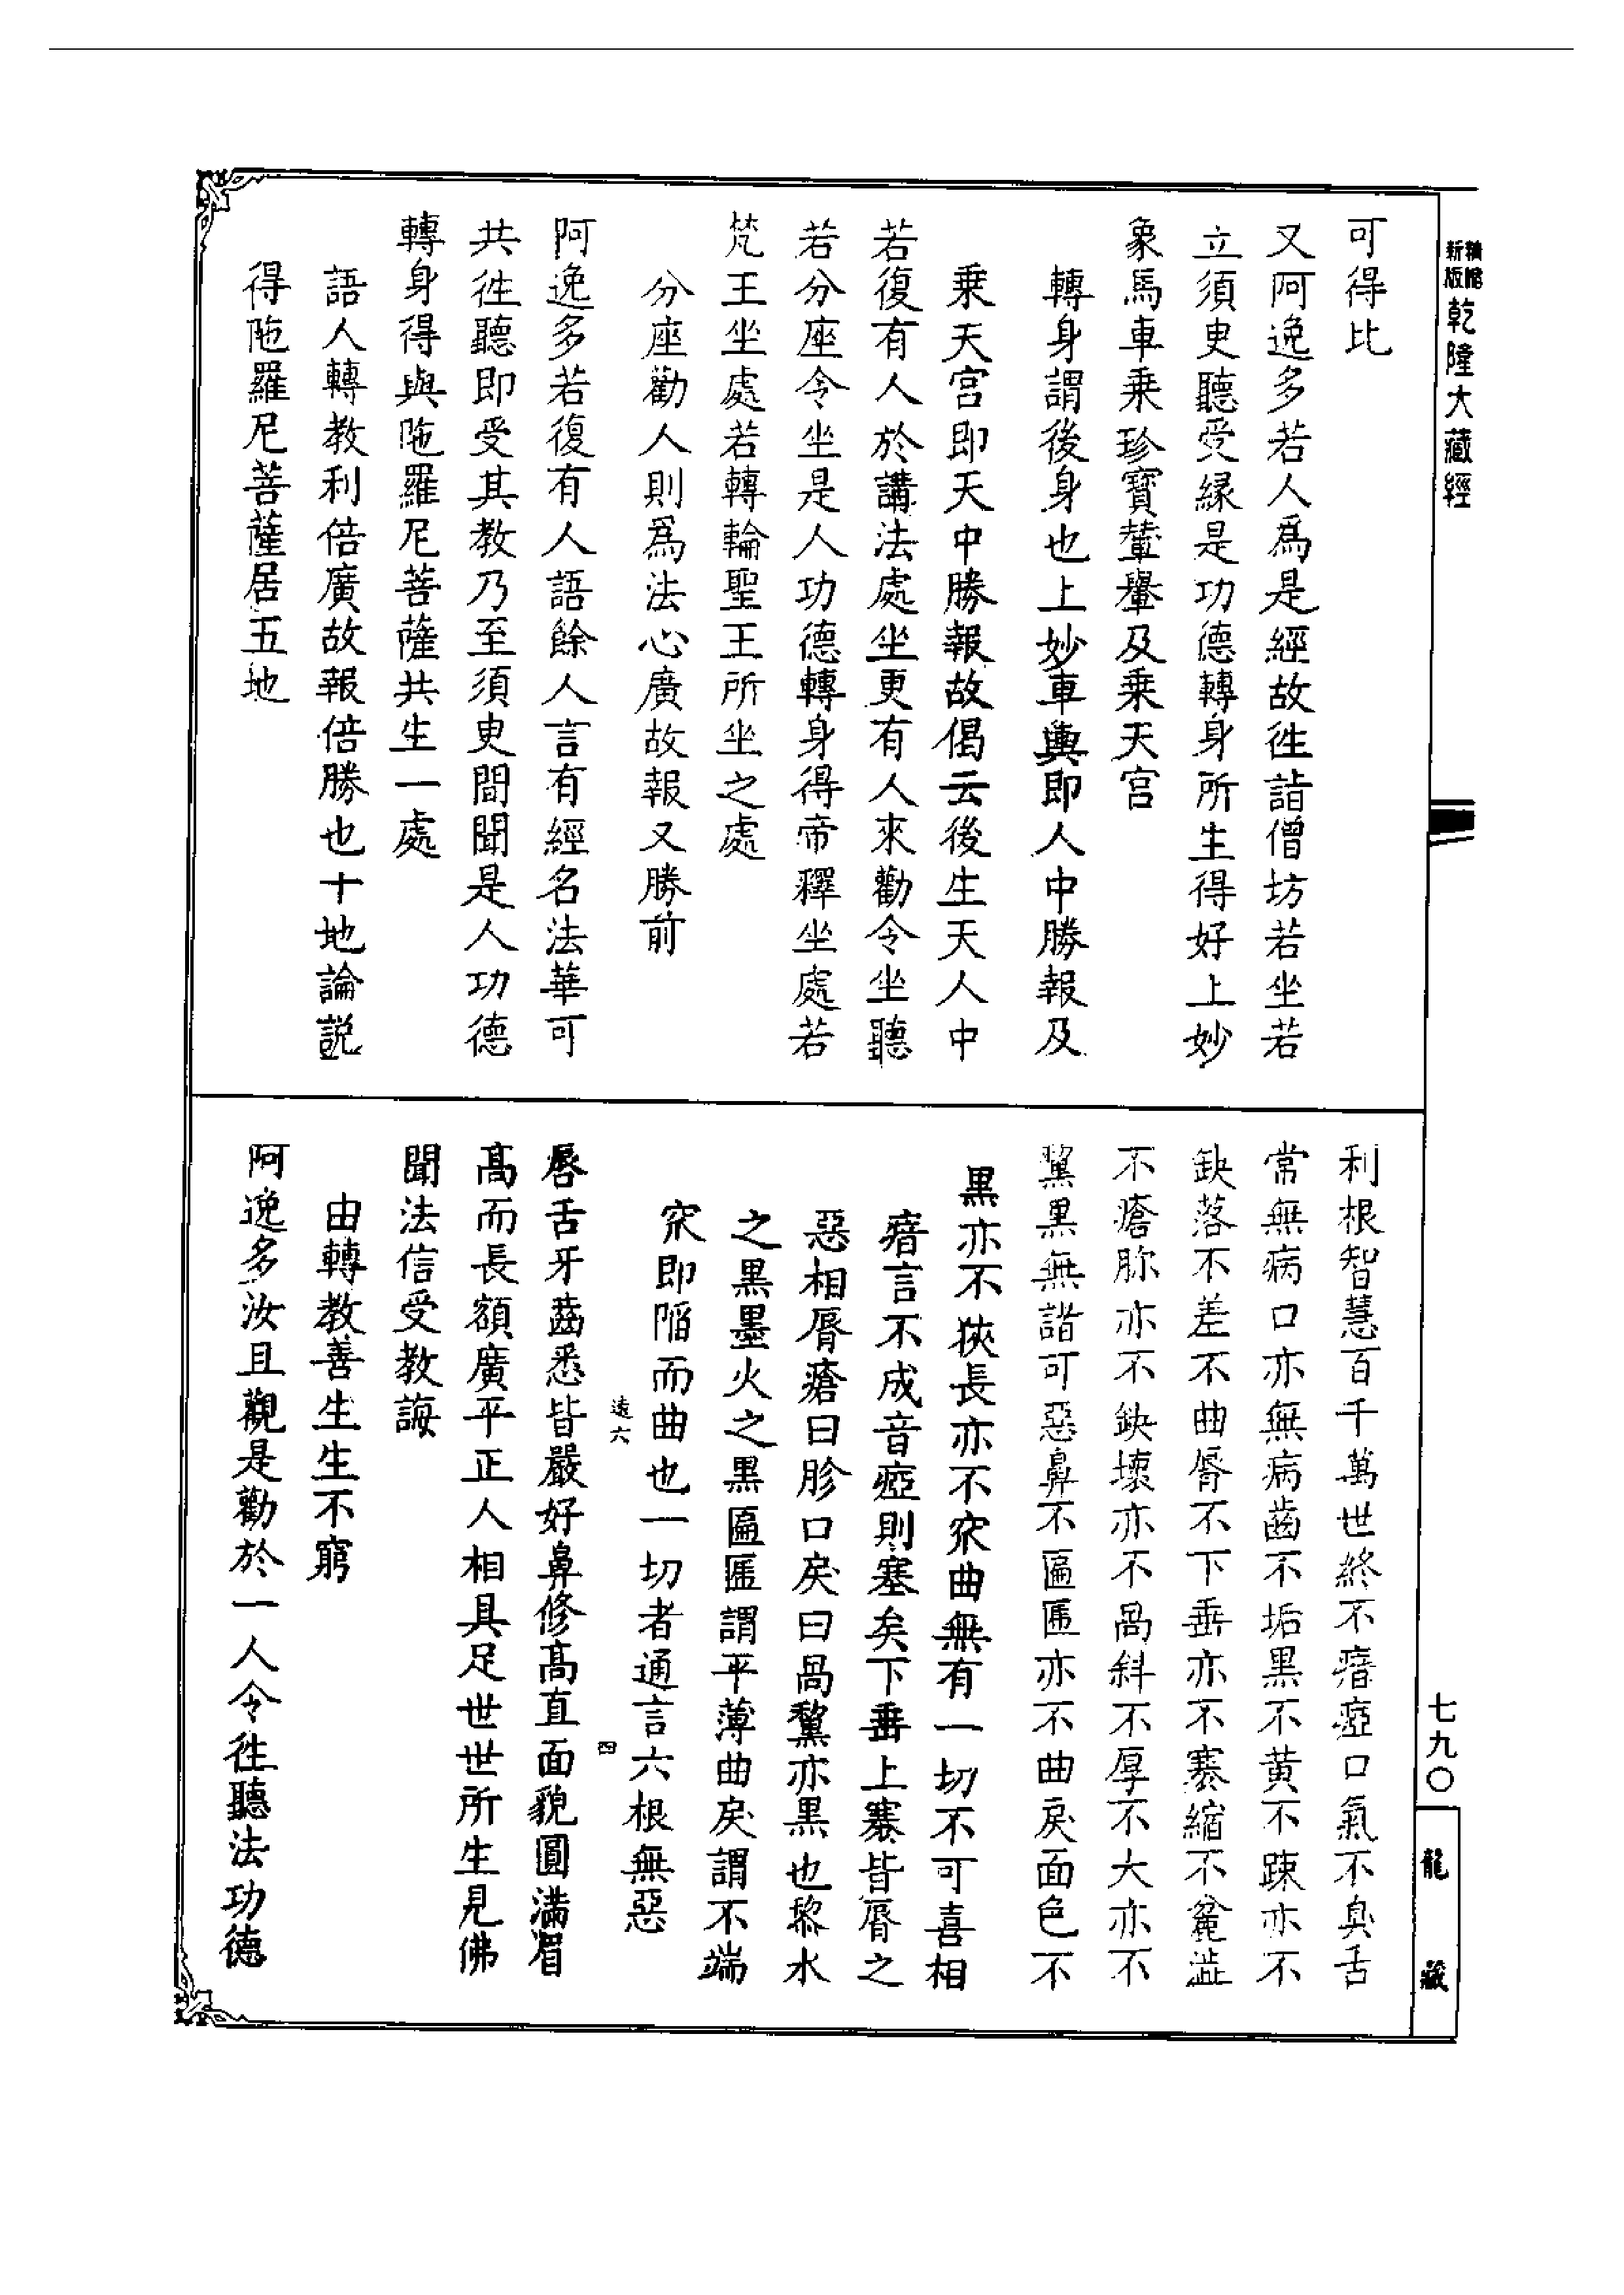 新版
精縮
乾隆大藏經
可得比
又阿逸多若人爲是經故徃詣僧坊若坐若
立須臾聽受緣是功德轉身所生得好上妙
象馬車乗珍寳輦轝及乗天宫
轉身謂後身也上妙車輿即人中勝報及
乗天宫即天中勝報故偈云後生天人中
若復有人於講法處坐更有人來勸令坐聽
若分座令坐是人功德轉身得帝釋坐處若
梵王坐處若轉輪聖王所坐之處
分座勸人則爲法心廣故報又勝前
阿逸多若復有人語餘人言有經名法華可
共徃聽即受其教乃至須臾間聞是人功德
轉身得與陁羅尼菩薩共生一處
語人轉教利倍廣故報倍勝也十地論説
得陁羅尼菩薩居五地
利根智慧百千萬世終不瘖瘂口氣不臭舌
常無病口亦無病齒不垢黑不黄不踈亦不
缺落不差不曲脣不下垂亦不褰縮不麄澁
不瘡胗亦不缺壞亦不喎斜不厚不大亦不
黧黑無諸可惡鼻不匾㔸亦不曲戾面色不
黑亦不狹長亦不窊曲無有一切不可喜相
瘖言不成音瘂則塞矣下垂上褰皆脣之
惡相脣瘡曰胗口戾曰喎黧亦黑也黎水
之黑墨火之黑匾㔸謂平薄曲戾謂不端
窊即陷而曲也一切者通言六根無惡
遠六
四
脣舌牙齒悉皆嚴好鼻修髙直面貌圓滿眉
髙而長額廣平正人相具足世世所生見佛
聞法信受教誨
由轉教善生生不窮
阿逸多汝且觀是勸於一人令徃聽法功德
七九〇
龍藏